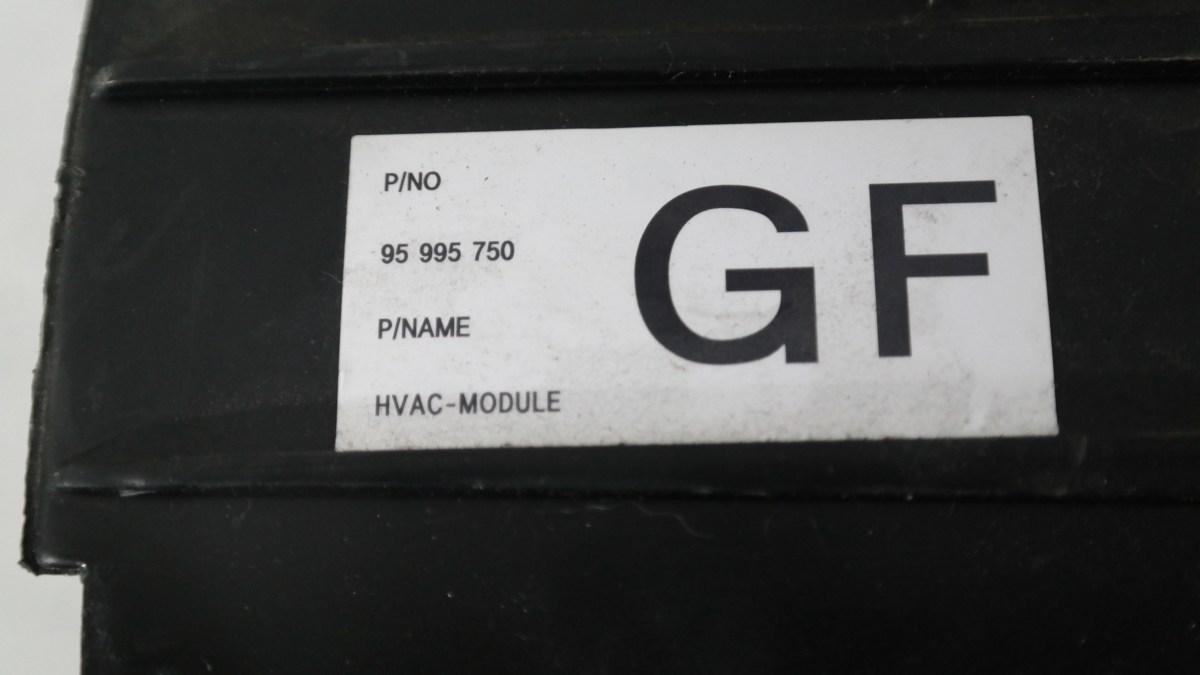 P/NO
95 995 750
P/NAME
HVAC-MODULE
GF